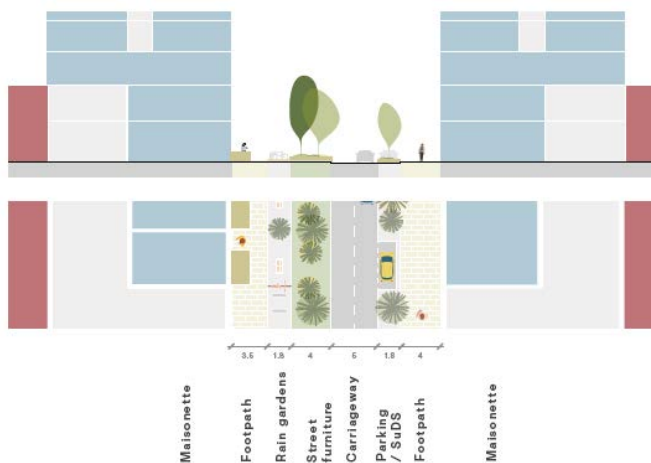 3.5 1.8 4 5 1.8 4
Maisonette
Footpath
Rain gardens
Street
furniture
Carriageway
Parking
/ SuDS
Footpath
Maisonette